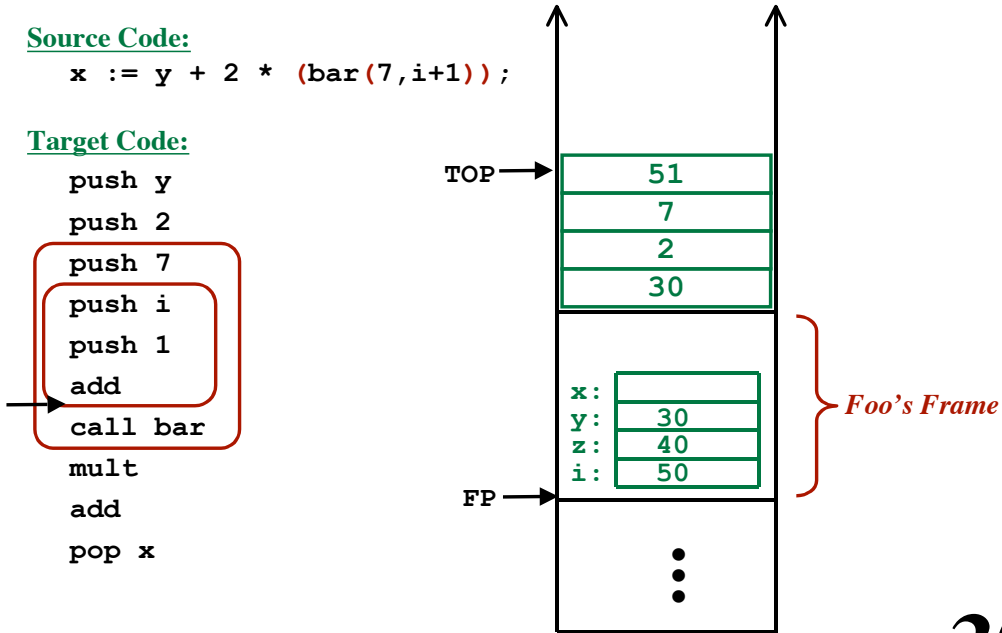 Source Code:
x := y + 2 * (bar(7,i+1));
Target Code:
push y
push 2
push 7
push i
push 1
add
call bar
mult
add
pop x
TOP
51
7
2
30
x:
y: 30
z: 40
i: 50
FP
Foo's Frame